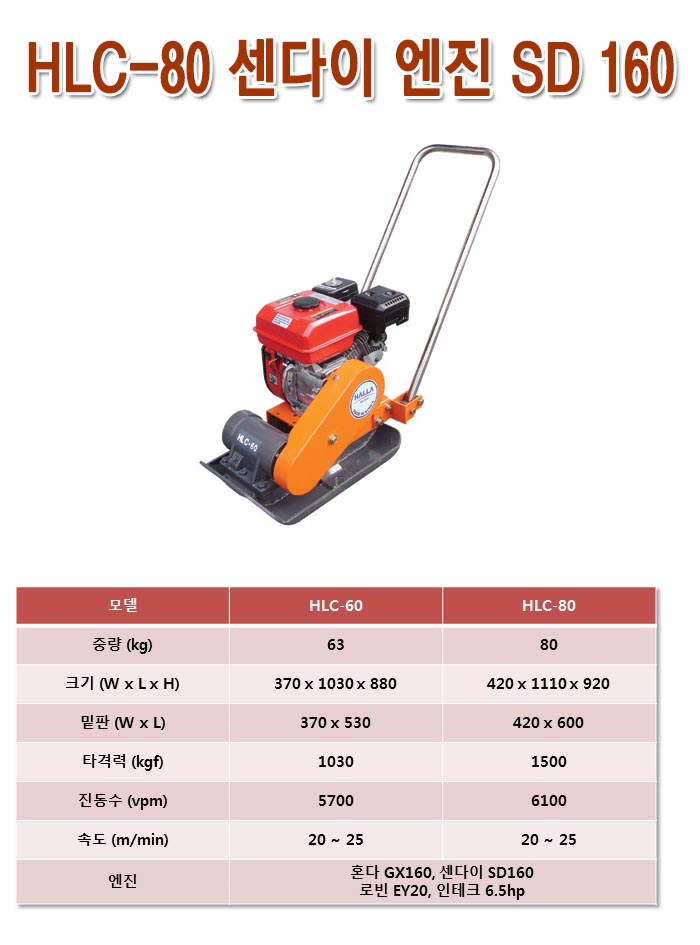 HLC-80 센다이 엔진 SD 160
HALLA
HLC-60
모델 HLC-60 HLC-80
중량 (kg) 63 80
크기 (W x L x H) 370 x 1030 x 880 420 x 1110 x 920
밑판 (W x L) 370 x 530 420 x 600
타격력 (kgf) 1030 1500
진동수 (vpm) 5700 6100
속도 (m/min) 20 ~ 25 20 ~ 25
엔진 혼다 GX160, 센다이 SD160
로빈 EY20, 인테크 6.5hp